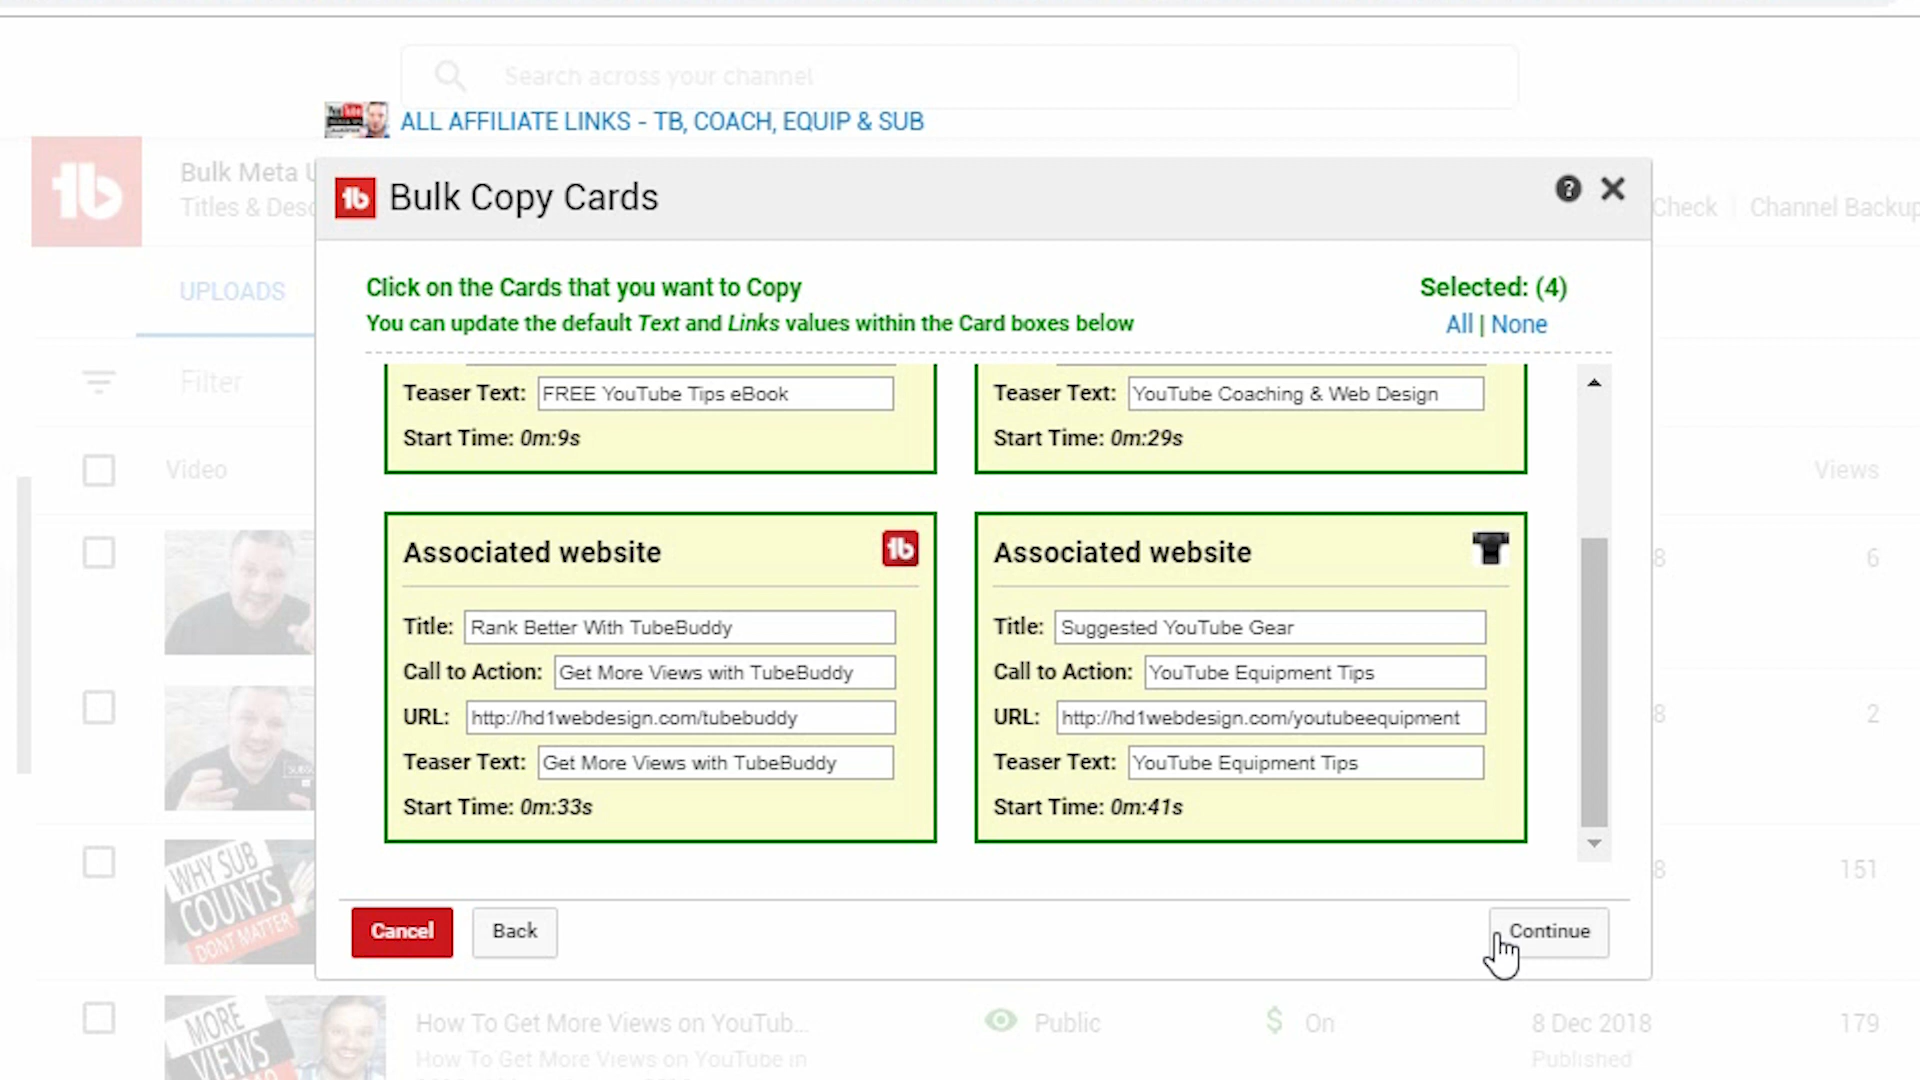 Search across your channel
ALL AFFILIATE LINKS - TB, COACH, EQUIP & SUB
Bulk Meta U
Titles & Desc
Check | Channel Backup
Bulk Copy Cards
UPLOADS
Click on the Cards that you want to Copy
Selected: (4)
You can update the default Text and Links values within the Card boxes below
All | None
Filter
Teaser Text: FREE YouTube Tips eBook
Start Time: 0m:9s
Teaser Text: YouTube Coaching & Web Design
Start Time: 0m:29s
Video
Views
Associated website
Title: Rank Better With TubeBuddy
Call to Action: Get More Views with TubeBuddy
URL: http://hd1webdesign.com/tubebuddy
Teaser Text: Get More Views with TubeBuddy
Start Time: 0m:33s
Associated website
Title: Suggested YouTube Gear
Call to Action: YouTube Equipment Tips
URL: http://hd1webdesign.com/youtubeequipment
Teaser Text: YouTube Equipment Tips
Start Time: 0m:41s
8
6
8
2
WHY SUB
COUNTS
DONT MATTER
8
151
Cancel
Back
Continue
MORE
VIEWS
How To Get More Views on YouTub...
Public
$ On
8 Dec 2018
179
How To Get More Views on YouTube in
Published